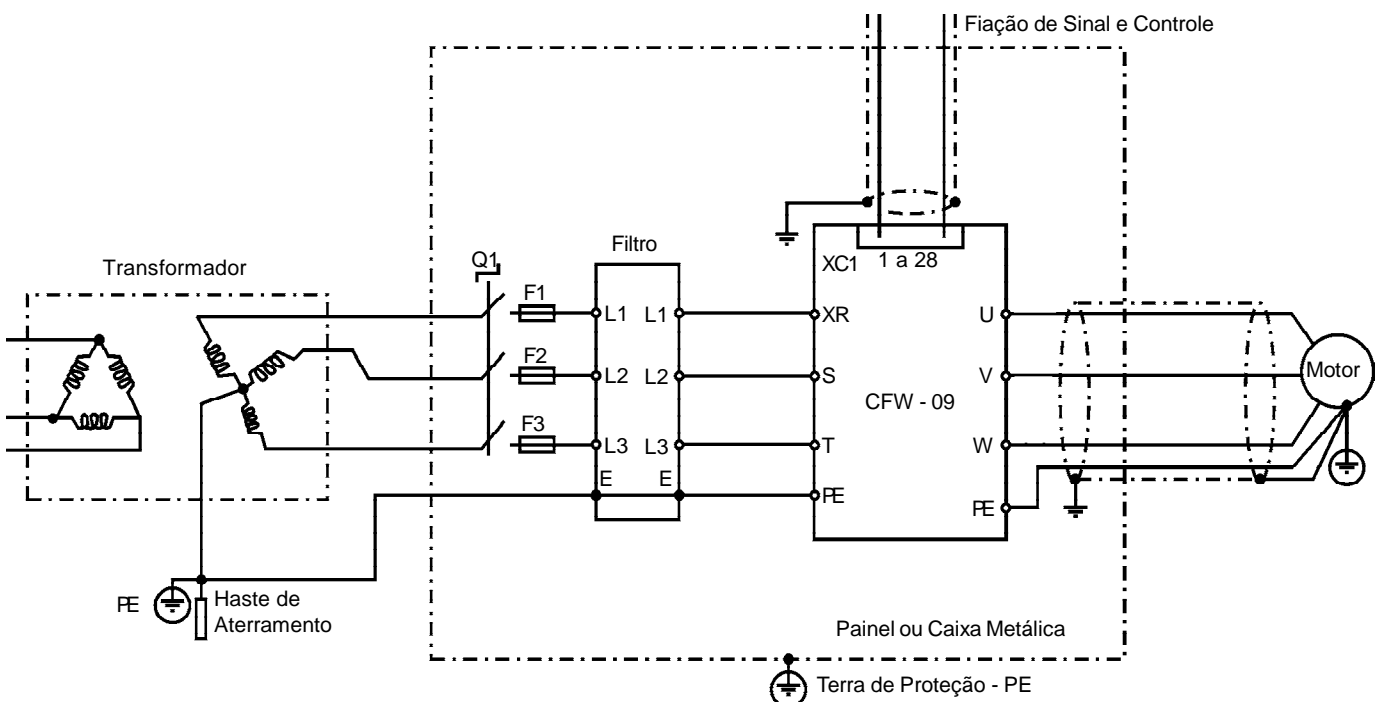 Fiação de Sinal e Controle
Transformador
Q1
F1
F2
F3
Filtro
L1 L1
L2 L2
L3 L3
E E
XC1 1 a 28
XR
S
T
PE
CFW - 09
U
V
W
PE
Motor
PE
Haste de
Aterramento
Painel ou Caixa Metálica
Terra de Proteção - PE